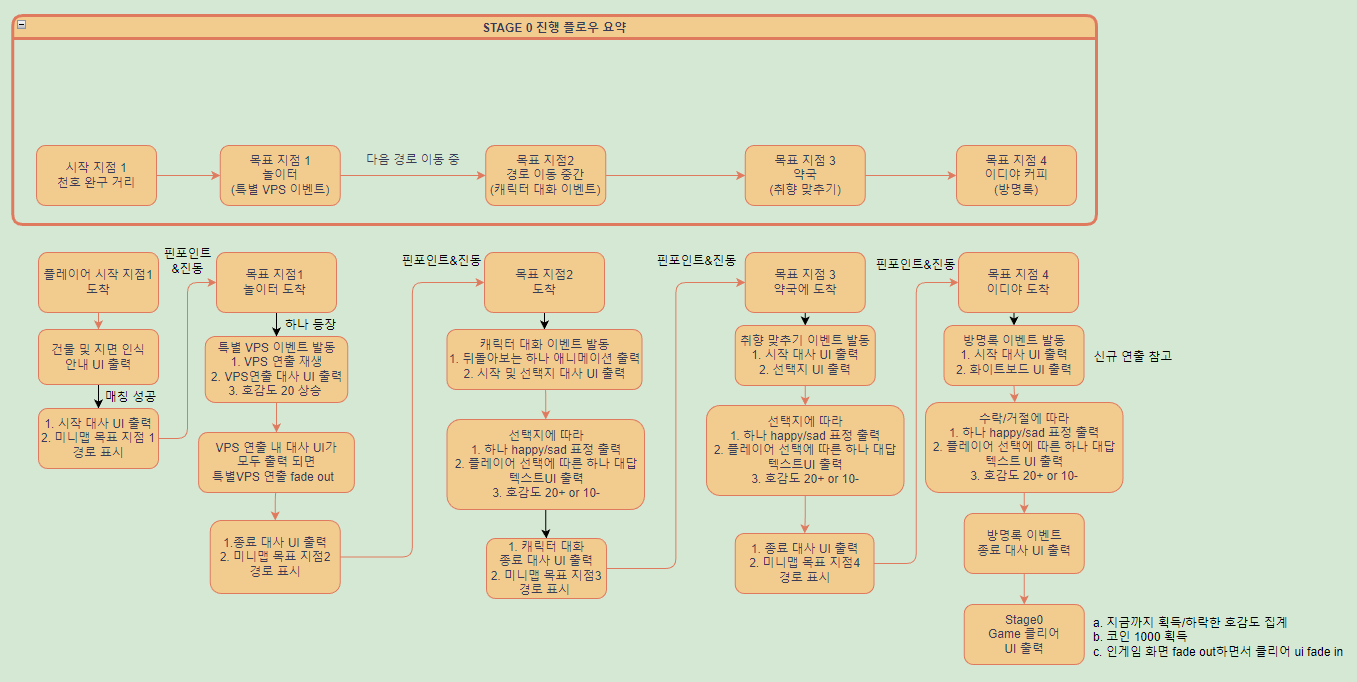 STAGE 0 진행 플로우 요약
시작 지점 1
천호 완구 거리
목표 지점 1
놀이터
(특별 VPS 이벤트)
다음 경로 이동 중
목표 지점2
경로 이동 중간
(캐릭터 대화 이벤트)
목표 지점 3
약국
(취향 맞추기)
목표 지점 4
이디야 커피
(방명록)
플레이어 시작 지점1
도착
건물 및 지면 인식
안내 UI 출력
매칭 성공
1. 시작 대사 UI 출력
2. 미니맵 목표 지점 1
경로 표시
핀포인트
&진동
목표 지점1
놀이터 도착
하나 등장
특별 VPS 이벤트 발동
1. VPS 연출 재생
2. VPS연출 대사 UI 출력
3. 호감도 20 상승
VPS 연출 내 대사 UI가
모두 출력 되면
특별VPS 연출 fade out
1.종료 대사 UI 출력
2. 미니맵 목표 지점2
경로 표시
핀포인트&진동
목표 지점2
도착
캐릭터 대화 이벤트 발동
1. 뒤돌아보는 하나 애니메이션 출력
2. 시작 및 선택지 대사 UI 출력
선택지에 따라
1. 하나 happy/sad 표정 출력
2. 플레이어 선택에 따른 하나 대답
텍스트UI 출력
3. 호감도 20+ or 10-
1. 캐릭터 대화
종료 대사 UI 출력
2. 미니맵 목표 지점3
경로 표시
핀포인트&진동
목표 지점 3
약국에 도착
취향 맞추기 이벤트 발동
1. 시작 대사 UI 출력
2. 선택지 UI 출력
선택지에 따라
1. 하나 happy/sad 표정 출력
2. 플레이어 선택에 따른 하나 대답
텍스트UI 출력
3. 호감도 20+ or 10-
1. 종료 대사 UI 출력
2. 미니맵 목표 지점4
경로 표시
핀포인트&진동
목표 지점 4
이디야 도착
방명록 이벤트 발동
1. 시작 대사 UI 출력
2. 화이트보드 UI 출력
신규 연출 참고
수락/거절에 따라
1. 하나 happy/sad 표정 출력
2. 플레이어 선택에 따른 하나 대답
텍스트 UI 출력
3. 호감도 20+ or 10-
방명록 이벤트
종료 대사 UI 출력
Stage0
Game 클리어
UI 출력
a. 지금까지 획득/하락한 호감도 집계
b. 코인 1000 획득
c. 인게임 화면 fade out하면서 클리어 ui fade in